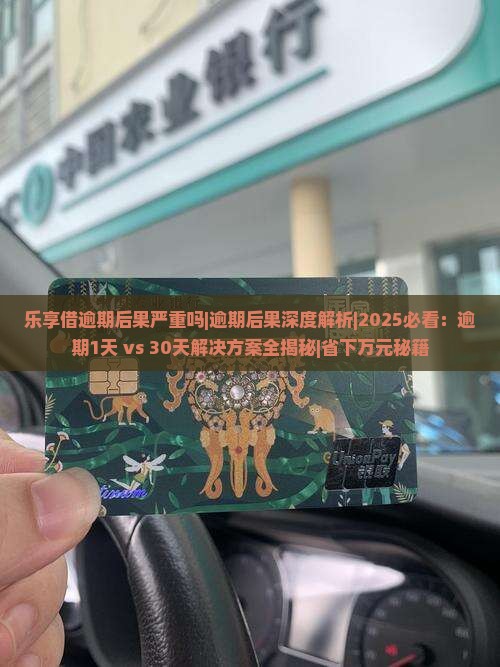 中国农业银行
乐享借逾期后果严重吗|逾期后果深度解析|2025必看：逾
期1天 vs 30天解决方案全揭秘|省下万元秘籍
UnionPay
银联